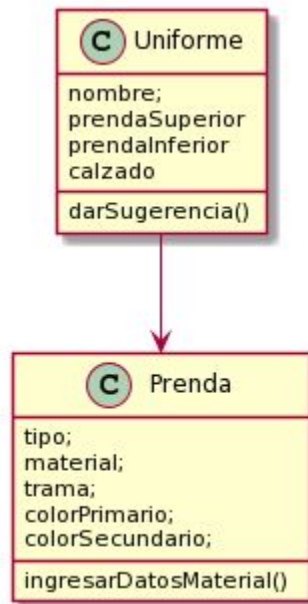 C Uniforme
nombre;
prendaSuperior
prendaInferior
calzado
darSugerencia()
C Prenda
tipo;
material;
trama;
colorPrimario;
colorSecundario;
ingresarDatosMaterial()